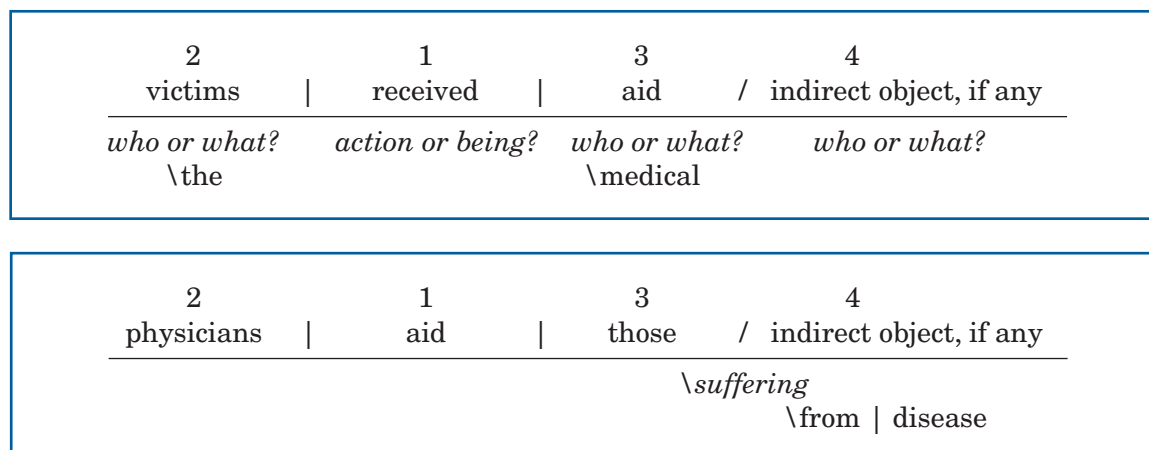 2 1 3 4
victims | received | aid / indirect object, if any
who or what? action or being? who or what? who or what?
\the \medical
2 1 3 4
physicians | aid | those / indirect object, if any
\suffering
\from | disease